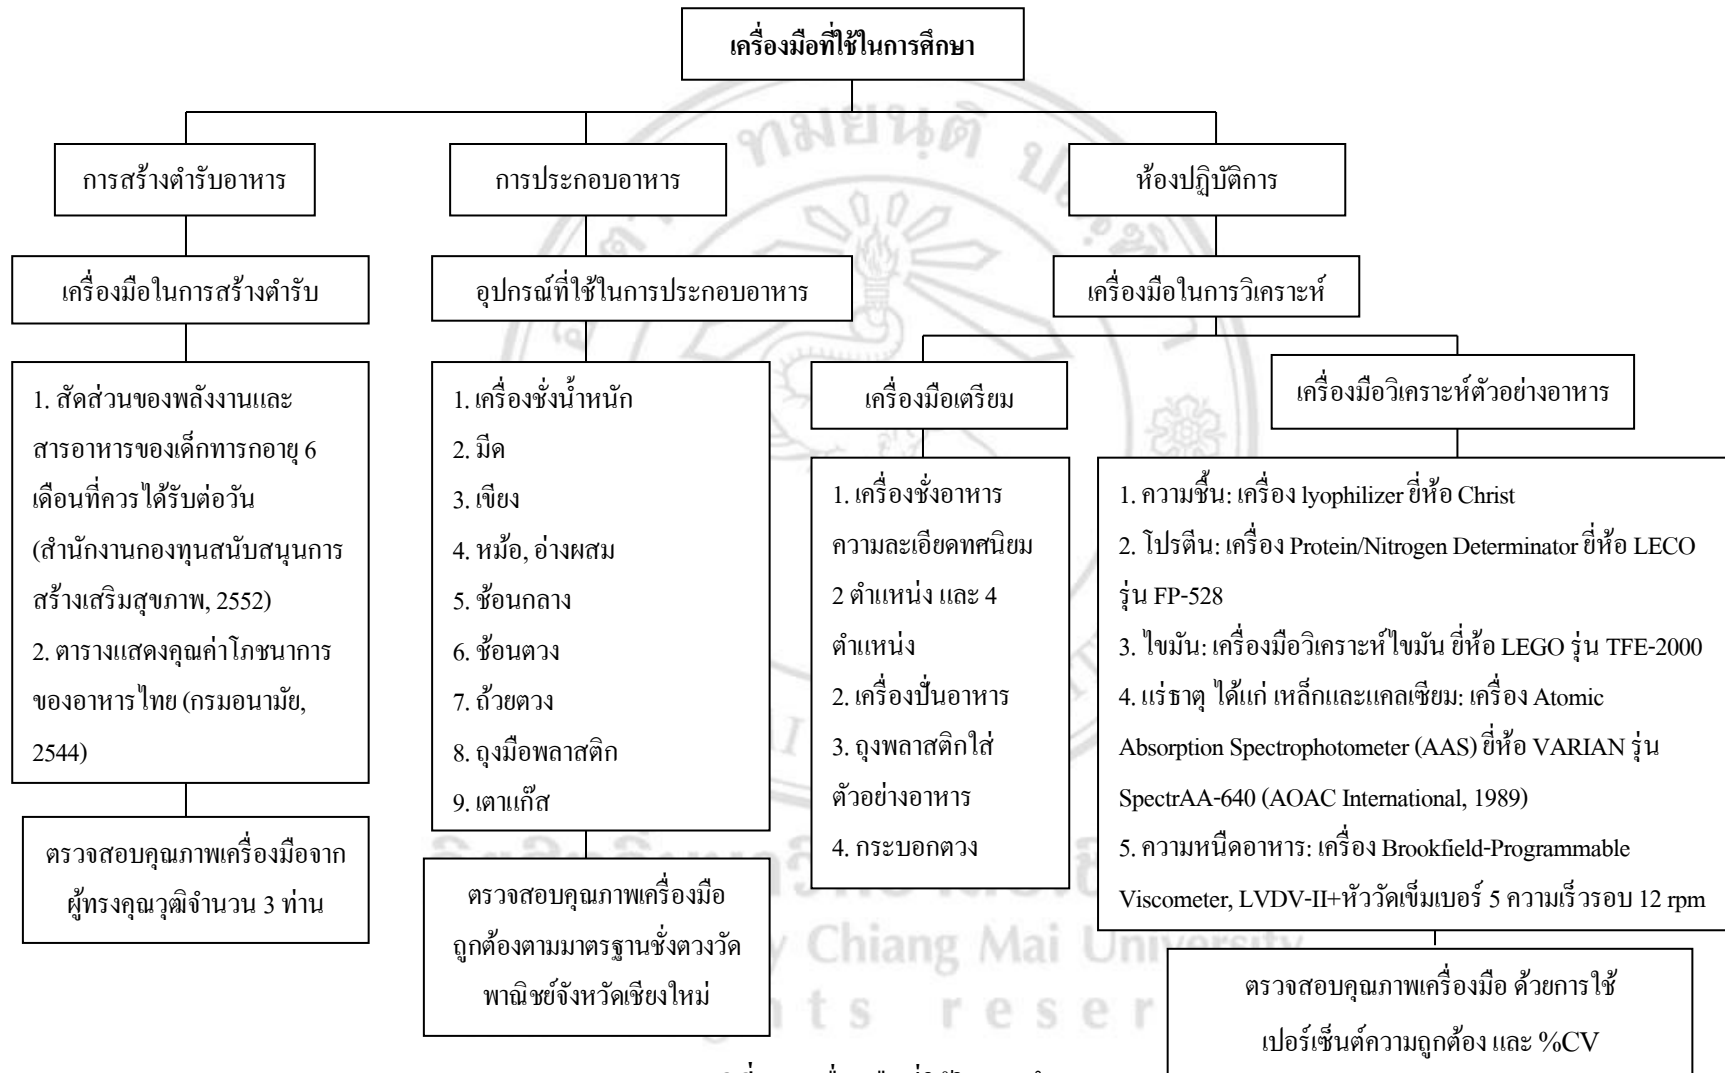 เครื่องมือที่ใช้ในการศึกษา
การสร้างตำรับอาหาร
การประกอบอาหาร
ห้องปฏิบัติการ
เครื่องมือในการสร้างตำรับ
อุปกรณ์ที่ใช้ในการประกอบอาหาร
เครื่องมือในการวิเคราะห์
1. สัดส่วนของพลังงานและ
สารอาหารของเด็กทารกอายุ 6
เดือนที่ควรได้รับต่อวัน
(สำนักงานกองทุนสนับสนุนการ
สร้างเสริมสุขภาพ, 2552)
2. ตารางแสดงคุณค่าโภชนาการ
ของอาหารไทย (กรมอนามัย,
2544)
ตรวจสอบคุณภาพเครื่องมือจาก
ผู้ทรงคุณวุฒิจำนวน 3 ท่าน
1. เครื่องชั่งน้ำหนัก
2. มีด
3. เขียง
4. หม้อ, อ่างผสม
5. ช้อนกลาง
6. ช้อนตวง
7. ถ้วยตวง
8. ถุงมือพลาสติก
9. เตาแก๊ส
ตรวจสอบคุณภาพเครื่องมือ
ถูกต้องตามมาตรฐานชั่งตวงวัด
พาณิชย์จังหวัดเชียงใหม่
เครื่องมือเตรียม
1. เครื่องชั่งอาหาร
ความละเอียดทศนิยม
2 ตำแหน่ง และ 4
ตำแหน่ง
2. เครื่องปั่นอาหาร
3. ถุงพลาสติกใส่
ตัวอย่างอาหาร
4. กระบอกตวง
เครื่องมือวิเคราะห์ตัวอย่างอาหาร
1. ความชื้น: เครื่อง lyophilizer ยี่ห้อ Christ
2. โปรตีน: เครื่อง Protein/Nitrogen Determinator ยี่ห้อ LECO
รุ่น FP-528
3. ไขมัน: เครื่องมือวิเคราะห์ไขมัน ยี่ห้อ LEGO รุ่น TFE-2000
4. แร่ธาตุ ได้แก่ เหล็กและแคลเซียม: เครื่อง Atomic
Absorption Spectrophotometer (AAS) ยี่ห้อ VARIAN รุ่น
SpectrAA-640 (AOAC International, 1989)
5. ความหนืดอาหาร: เครื่อง Brookfield-Programmable
Viscometer, LVDV-II+หัววัดเข็มเบอร์ 5 ความเร็วรอบ 12 rpm
ตรวจสอบคุณภาพเครื่องมือ ด้วยการใช้
เปอร์เซ็นต์ความถูกต้อง และ %CV
Chiang Mai University